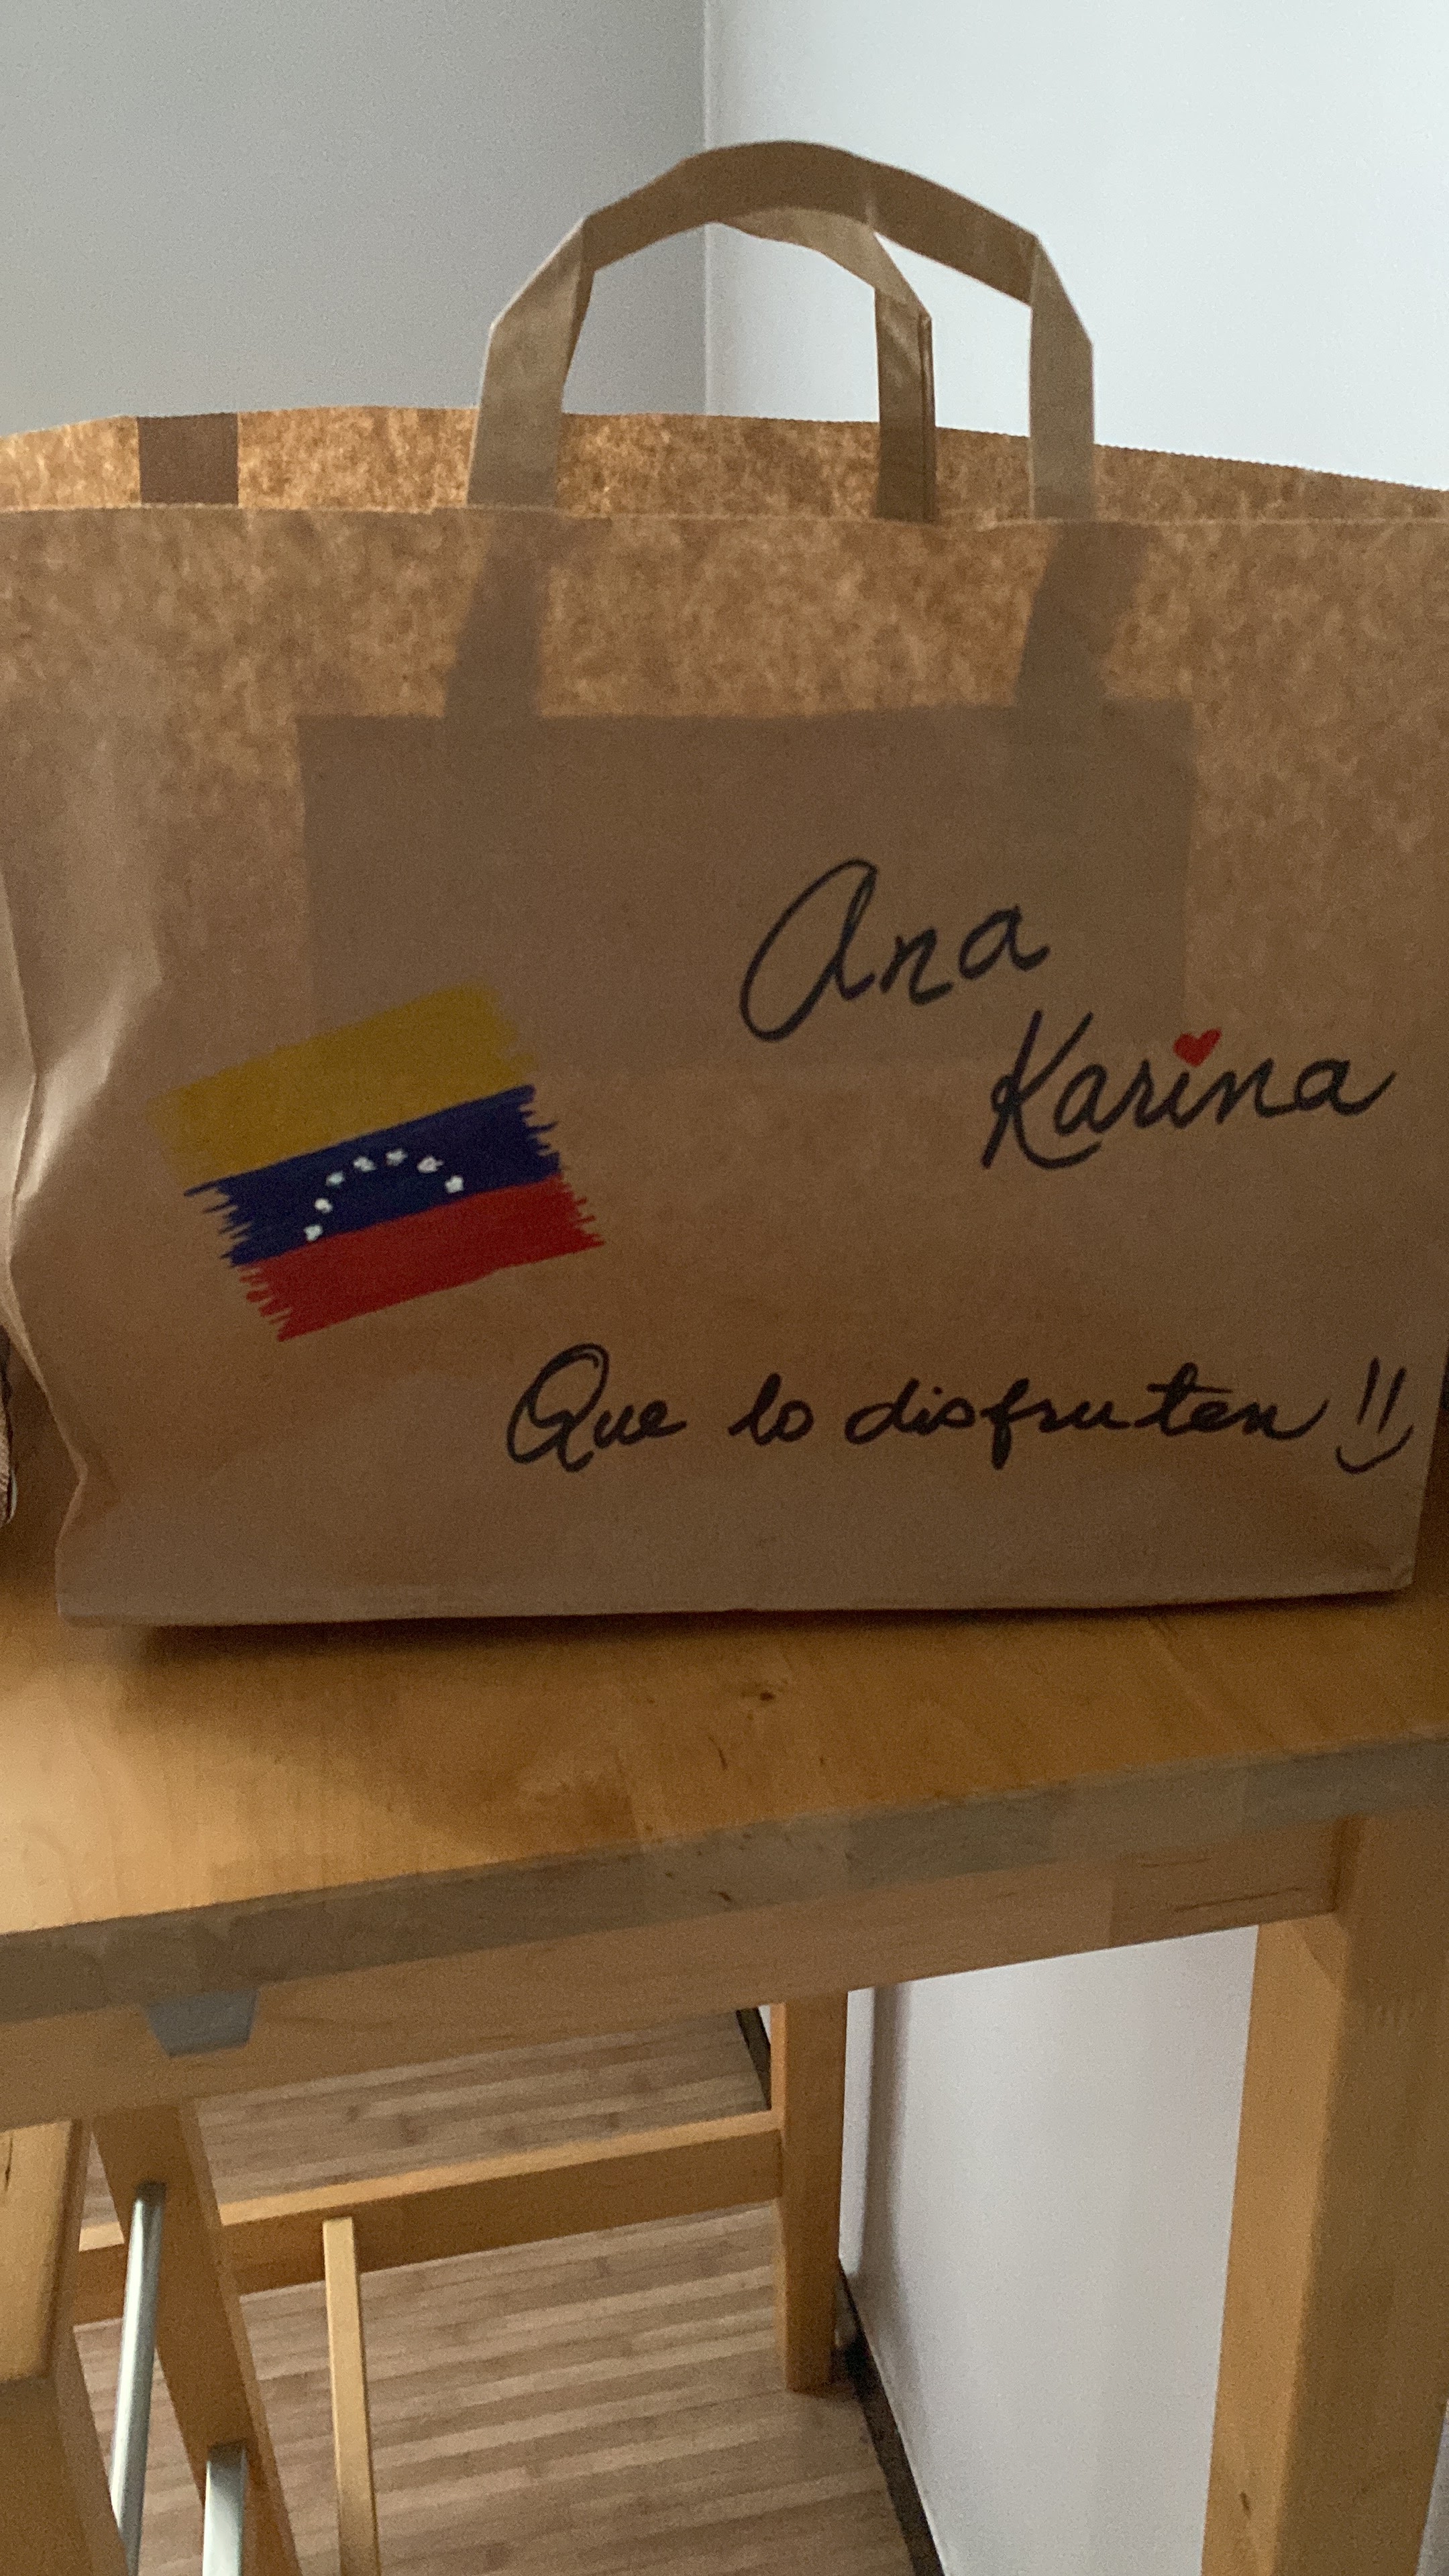 Ana
Karina
Que lo disfruten!!